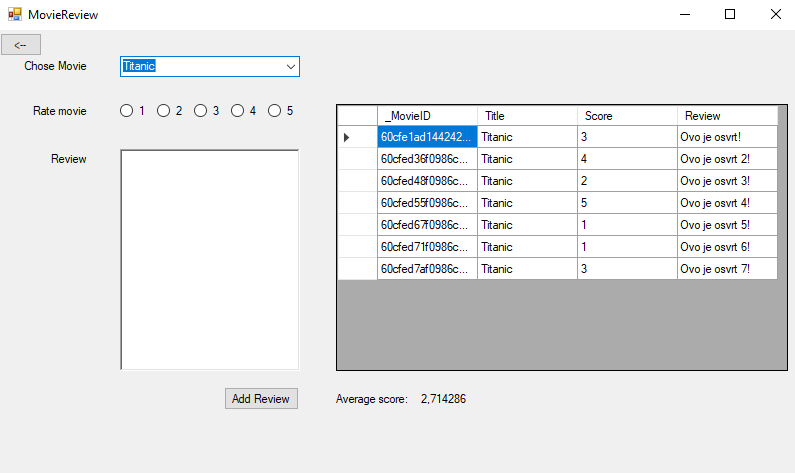 MovieReview
<--
Chose Movie Titanic
Rate movie 1 2 3 4 5
Review
Add Review
_MovieID Title Score Review
60cfe1ad144242... Titanic 3 Ovo je osvrt!
60cfed36f0986c... Titanic 4 Ovo je osvrt 2!
60cfed48f0986c... Titanic 2 Ovo je osvrt 3!
60cfed55f0986c... Titanic 5 Ovo je osvrt 4!
60cfed67f0986c... Titanic 1 Ovo je osvrt 5!
60cfed71f0986c... Titanic 1 Ovo je osvrt 6!
60cfed7af0986c... Titanic 3 Ovo je osvrt 7!
Average score: 2,714286